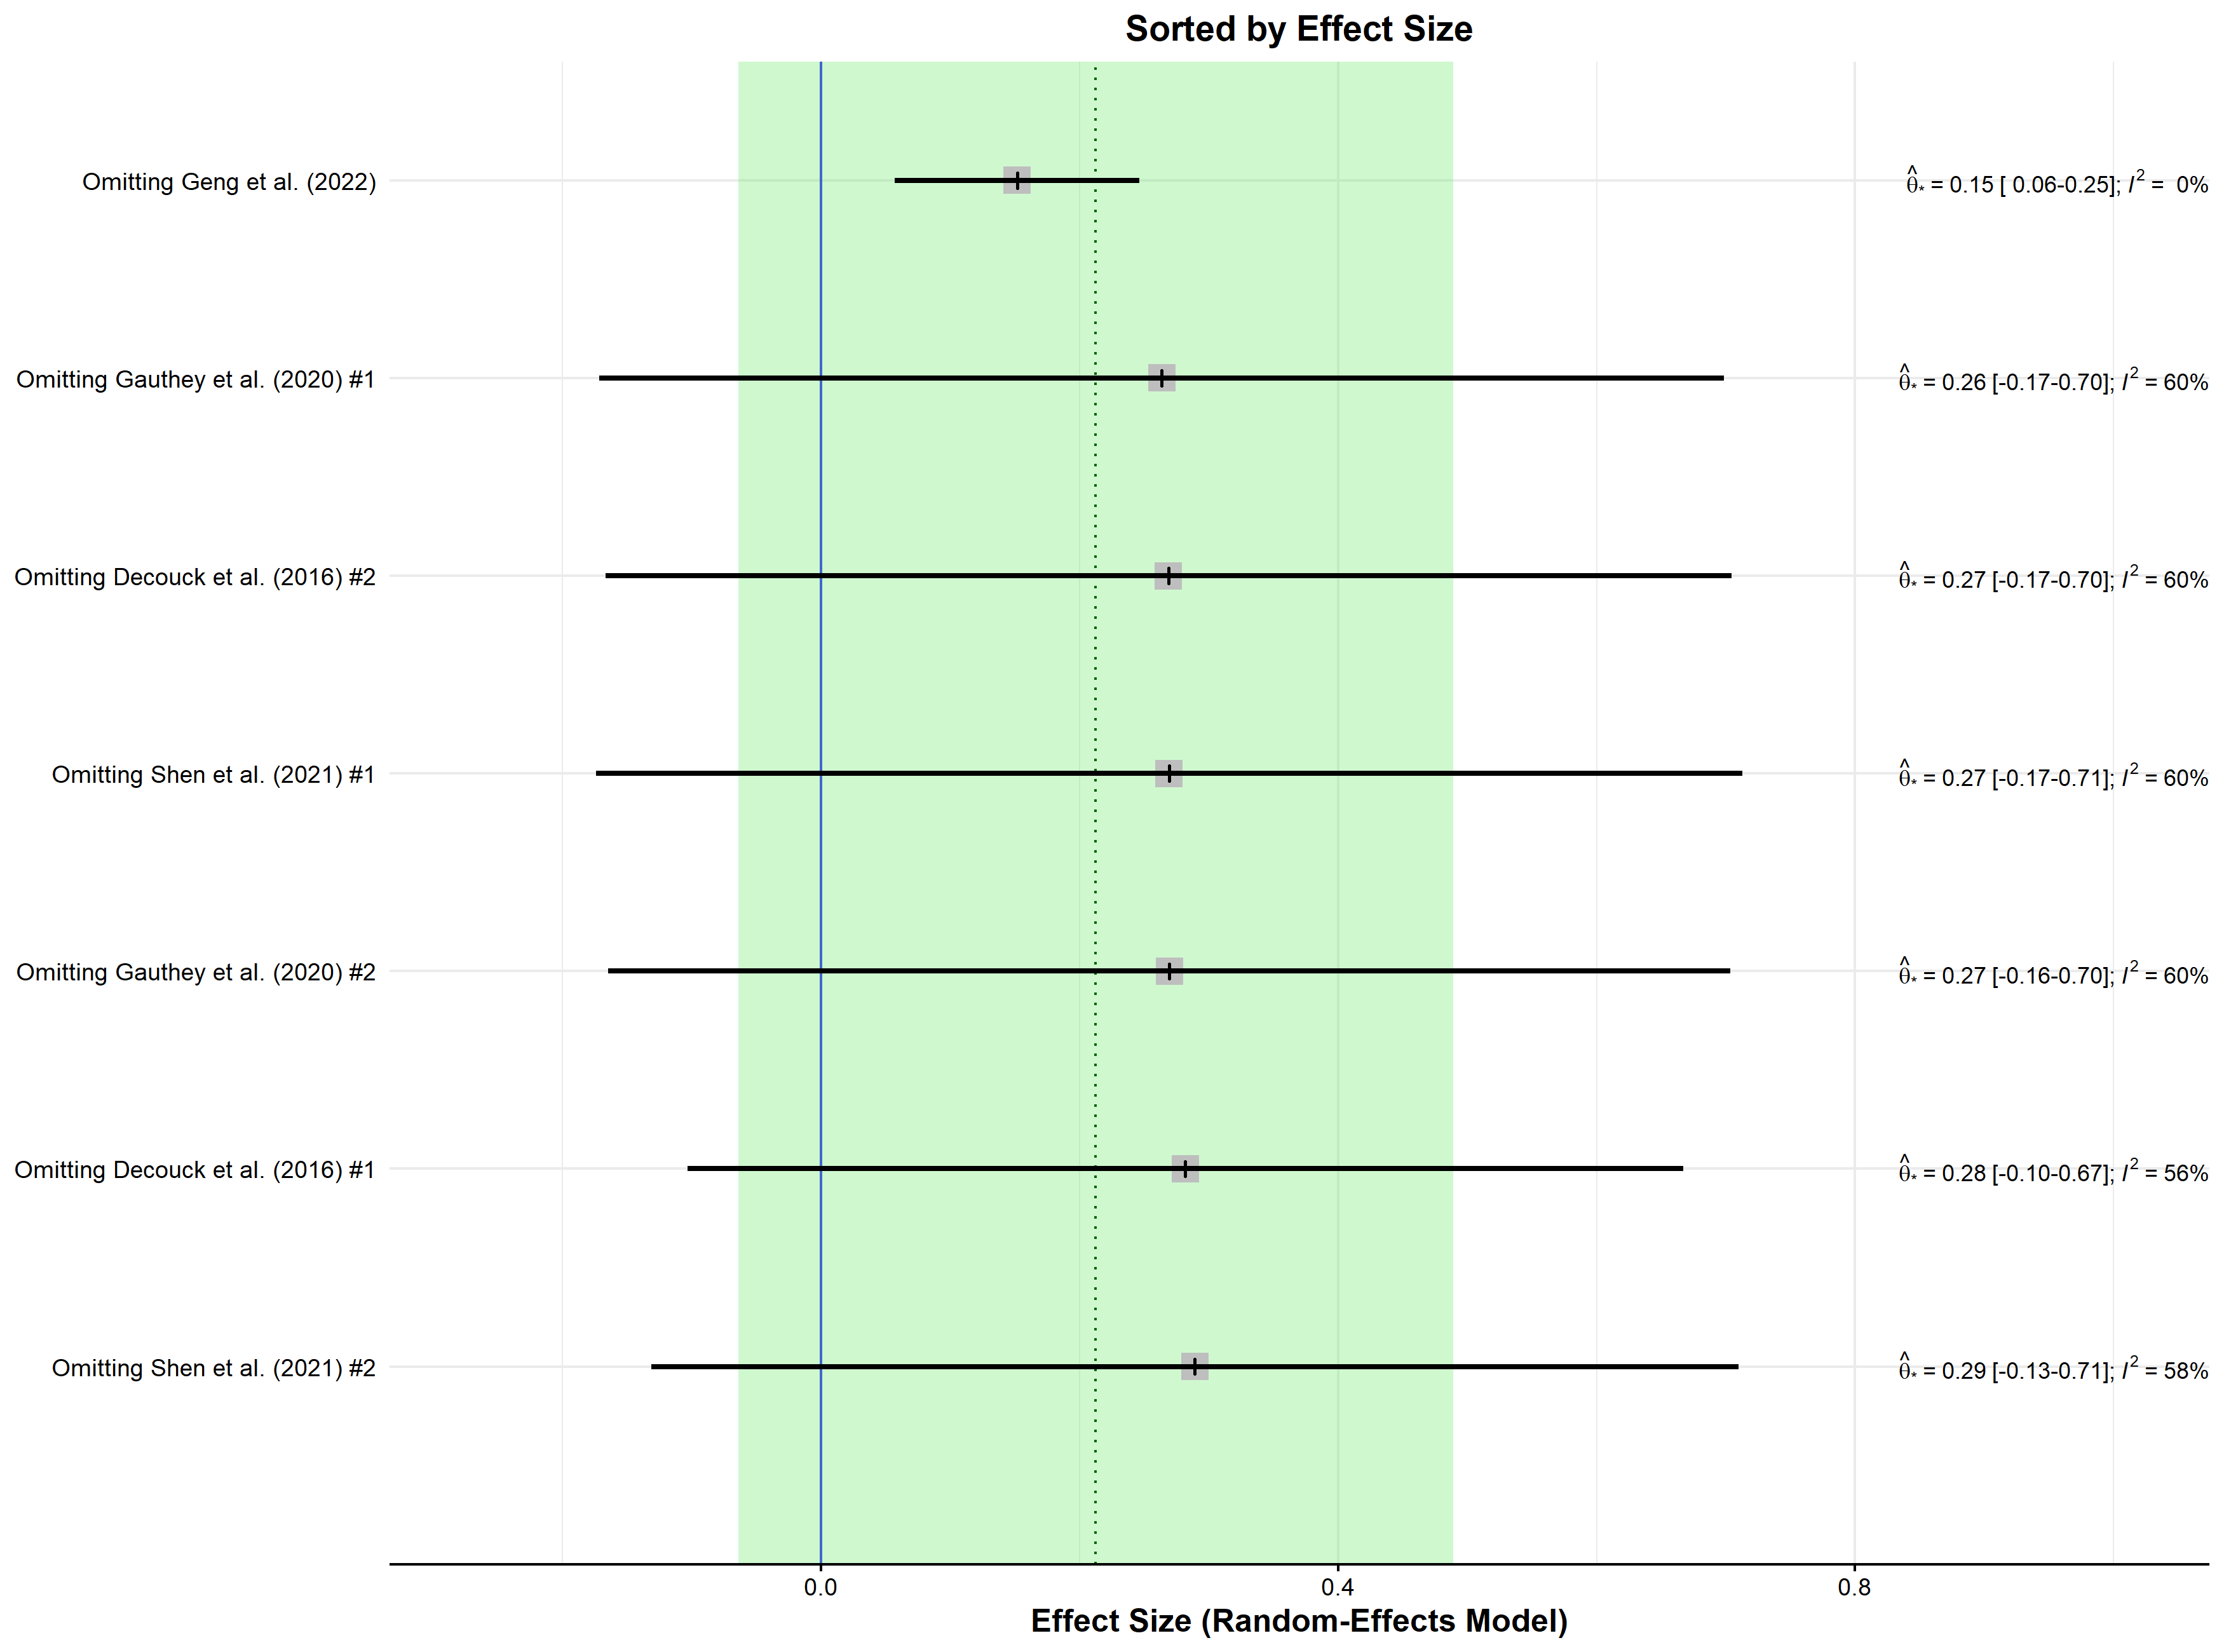 Sorted by Effect Size
Omitting Geng et al. (2022) θ̂* = 0.15 [ 0.06-0.25]; I² =  0%
Omitting Gauthey et al. (2020) #1 θ̂* = 0.26 [-0.17-0.70]; I² = 60%
Omitting Decouck et al. (2016) #2 θ̂* = 0.27 [-0.17-0.70]; I² = 60%
Omitting Shen et al. (2021) #1 θ̂* = 0.27 [-0.17-0.71]; I² = 60%
Omitting Gauthey et al. (2020) #2 θ̂* = 0.27 [-0.16-0.70]; I² = 60%
Omitting Decouck et al. (2016) #1 θ̂* = 0.28 [-0.10-0.67]; I² = 56%
Omitting Shen et al. (2021) #2 θ̂* = 0.29 [-0.13-0.71]; I² = 58%
0.0 0.4 0.8
Effect Size (Random-Effects Model)